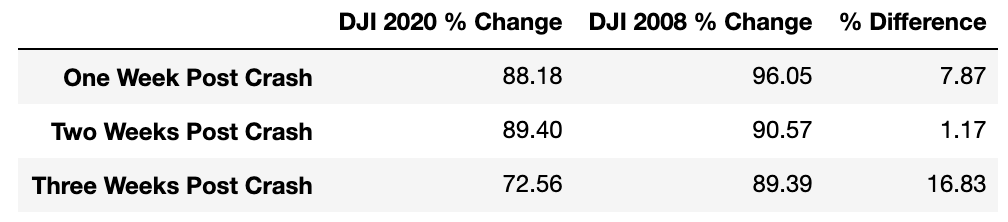 DJI 2020 % Change DJI 2008 % Change % Difference
One Week Post Crash 88.18 96.05 7.87
Two Weeks Post Crash 89.40 90.57 1.17
Three Weeks Post Crash 72.56 89.39 16.83